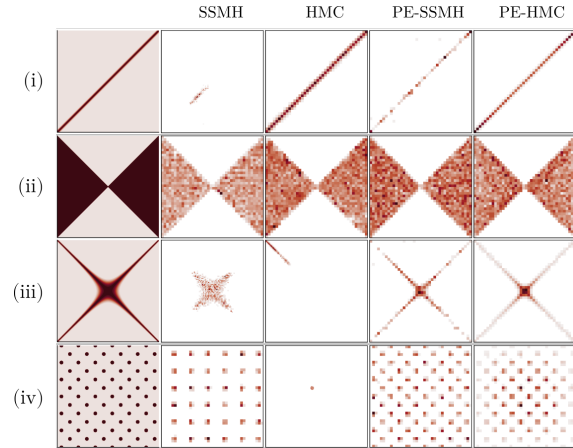 SSMH HMC PE-SSMH PE-HMC
(i)
(ii)
(iii)
(iv)